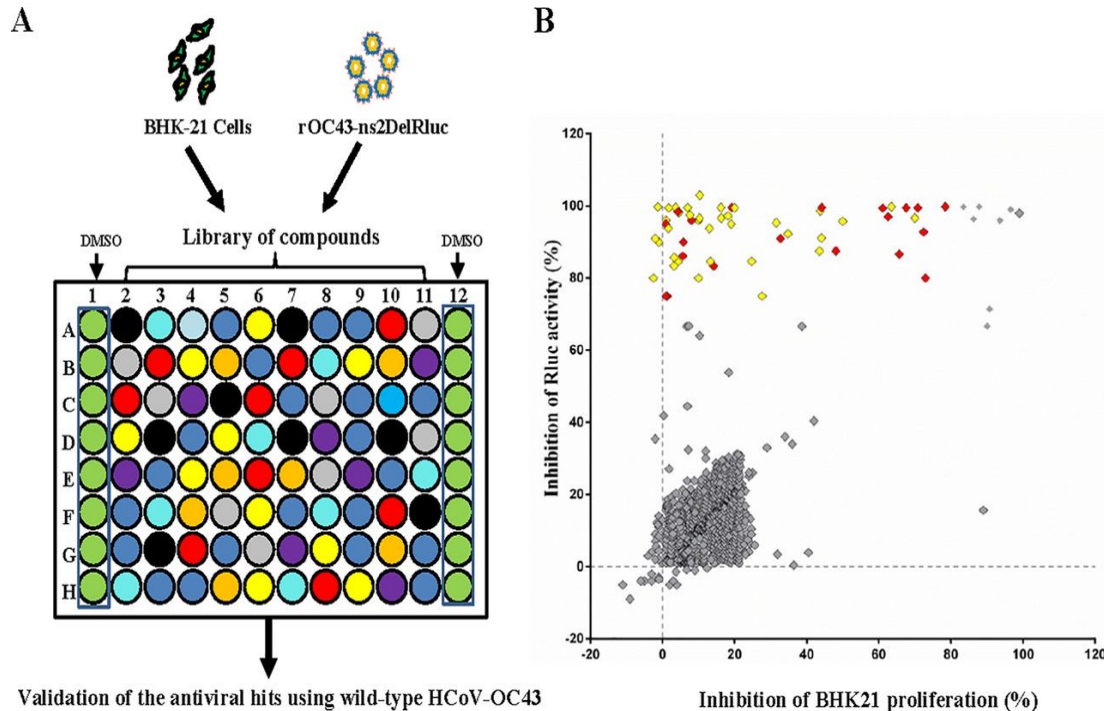 A
B
BHK-21 Cells
rOC43-ns2DelRluc
DMSO
Library of compounds
DMSO
1 2 3 4 5 6 7 8 9 10 11 12
A
B
C
D
E
F
G
H
Validation of the antiviral hits using wild-type HCoV-OC43
Inhibition of Rluc activity (%)
120
100
80
60
40
20
0
-20
-20 0 20 40 60 80 100 120
Inhibition of BHK21 proliferation (%)